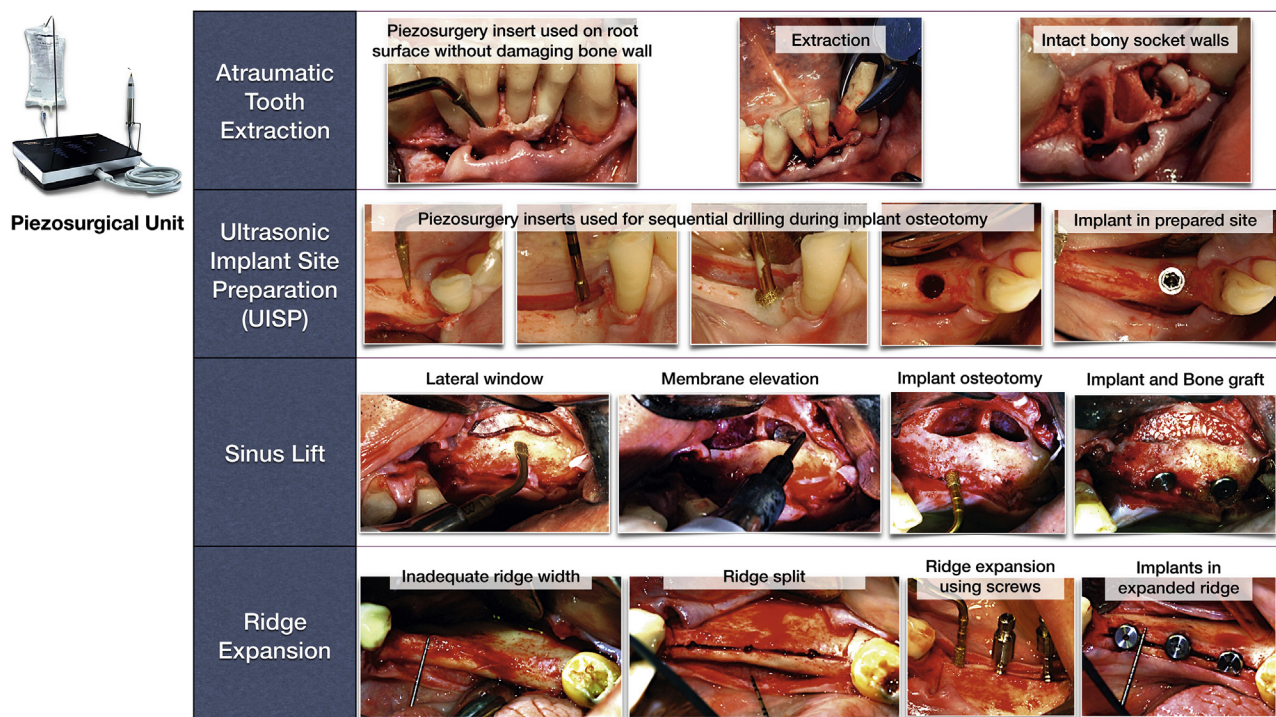 Piezosurgical Unit
Atraumatic
Tooth
Extraction
Piezosurgery insert used on root
surface without damaging bone wall
Extraction
Intact bony socket walls
Ultrasonic
Implant Site
Preparation
(UISP)
Piezosurgery inserts used for sequential drilling during implant osteotomy
Implant in prepared site
Sinus Lift
Lateral window
Membrane elevation
Implant osteotomy
Implant and Bone graft
Ridge
Expansion
Inadequate ridge width
Ridge split
Ridge expansion
using screws
Implants in
expanded ridge